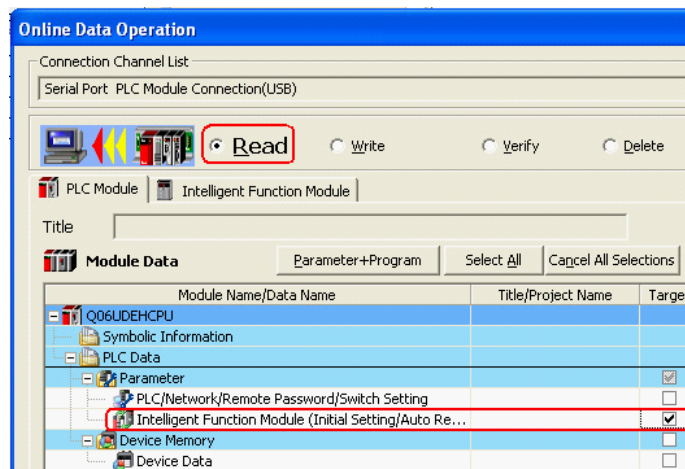 Online Data Operation
Connection Channel List
Serial Port PLC Module Connection(USB)
Read Write Verify Delete
PLC Module Intelligent Function Module
Title
Module Data Parameter+Program Select All Cancel All Selections
Module Name/Data Name Title/Project Name Targe
Q06UDEHCPU
Symbolic Information
PLC Data
Parameter
PLC/Network/Remote Password/Switch Setting
Intelligent Function Module (Initial Setting/Auto Re...
Device Memory
Device Data